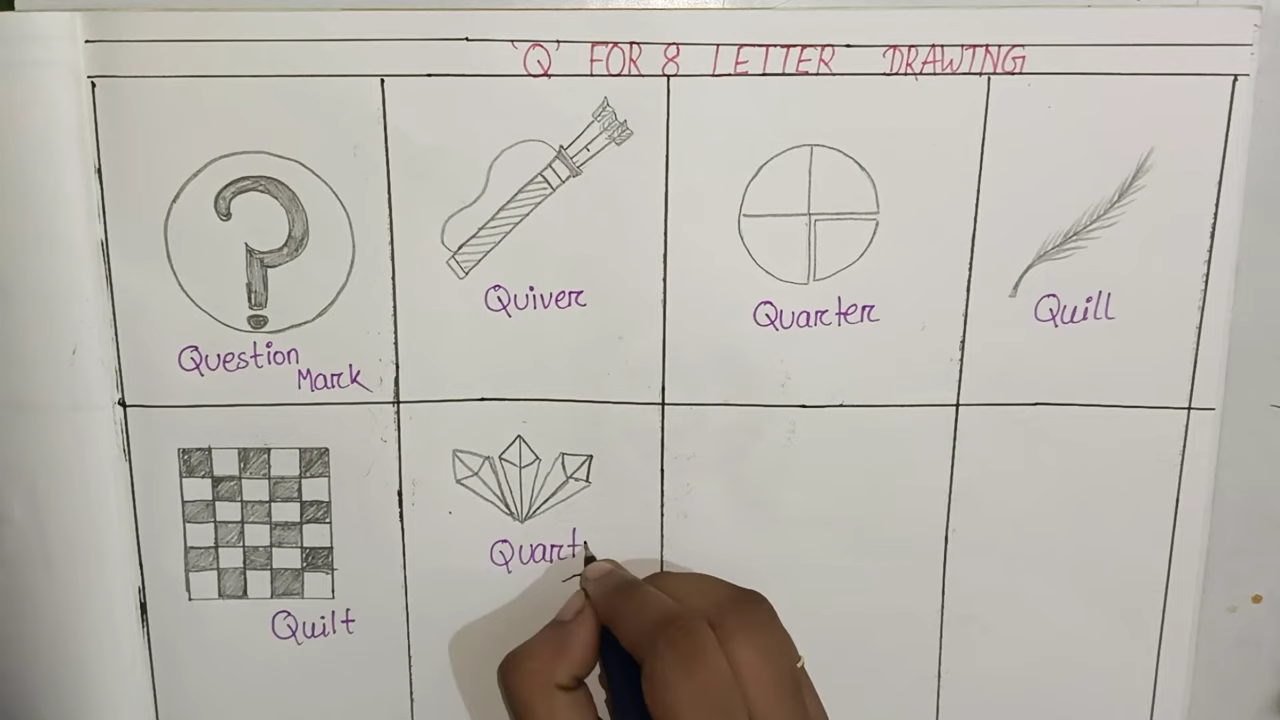 'Q' FOR 8 LETTER DRAWING
Question
Mark
Quiver
Quarter
Quill
Quilt
Quart